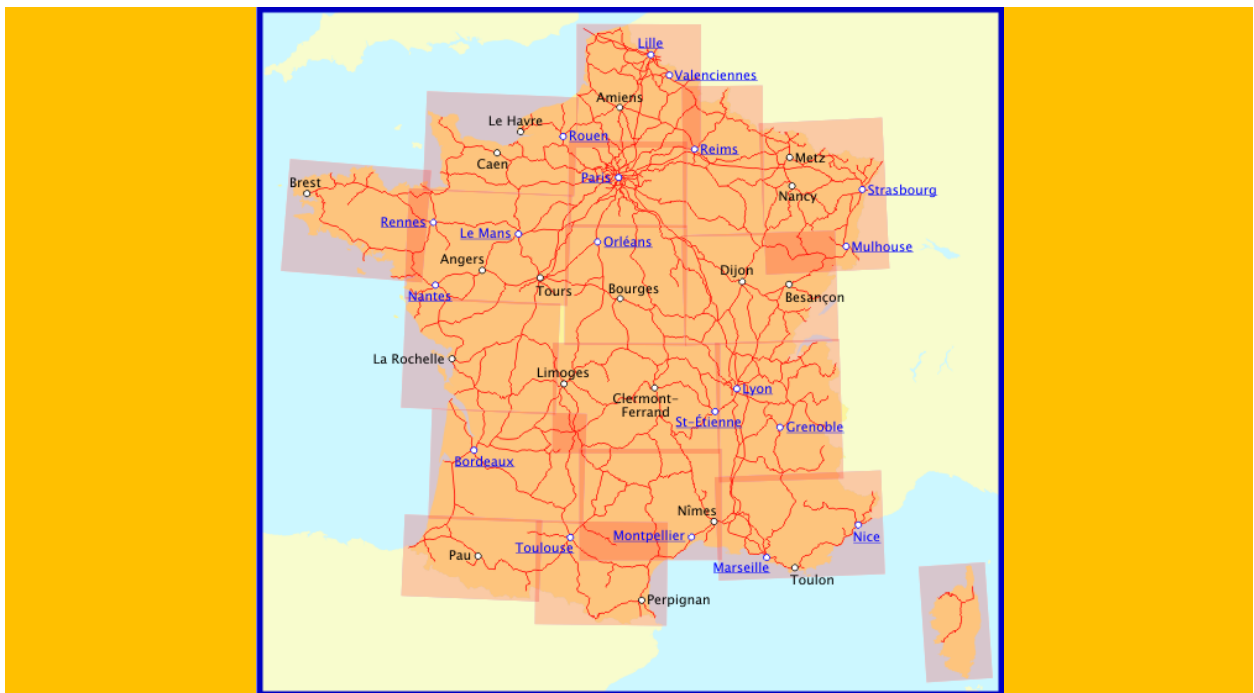 Lille
Valenciennes
Amiens
Le Havre
Rouen
Reims
Caen
Metz
Paris
Brest
Strasbourg
Nancy
Rennes
Le Mans
Orléans
Mulhouse
Angers
Dijon
Nantes
Tours
Bourges
Besançon
La Rochelle
Limoges
Lyon
Clermont-
Ferrand
St-Étienne
Grenoble
Bordeaux
Nîmes
Montpellier
Nice
Toulouse
Pau
Marseille
Toulon
Perpignan